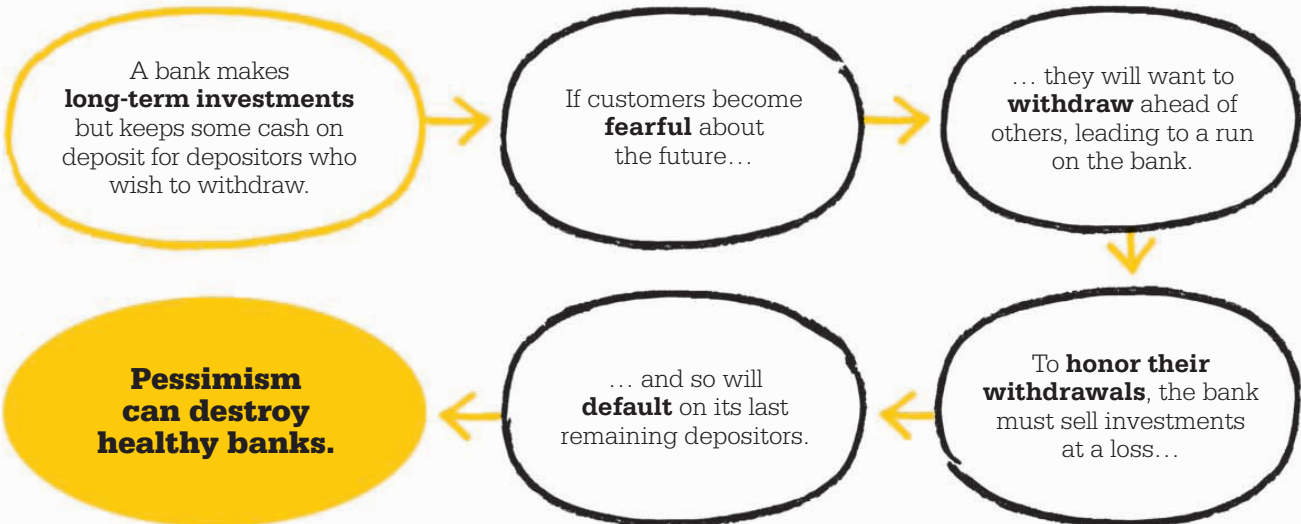 A bank makes
long-term investments
but keeps some cash on
deposit for depositors who
wish to withdraw.
If customers become
fearful about
the future…
… they will want to
withdraw ahead of
others, leading to a run
on the bank.
To honor their
withdrawals, the bank
must sell investments
at a loss…
… and so will
default on its last
remaining depositors.
Pessimism
can destroy
healthy banks.